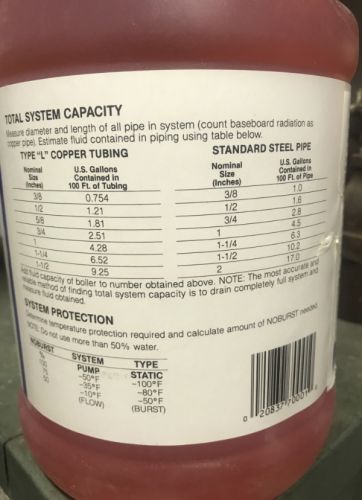 TOTAL SYSTEM CAPACITY
Measure diameter and length of all pipe in system (count baseboard radiation as
copper pipe). Estimate fluid contained in piping using table below.
TYPE "L" COPPER TUBING
Nominal Size (Inches) U.S. Gallons Contained in 100 Ft. of Tubing
3/8 0.754
1/2 1.21
5/8 1.81
3/4 2.51
1 4.28
1-1/4 6.52
1-1/2 9.25
STANDARD STEEL PIPE
Nominal Size (Inches) U.S. Gallons Contained in 100 Ft. of Pipe
3/8 1.0
1/2 1.6
3/4 2.8
1 4.5
1-1/4 6.3
1-1/2 10.2
2 17.0
Add fluid capacity of boiler to number obtained above. NOTE: The most accurate and
reliable method of finding total system capacity is to drain completely full system and
measure fluid obtained.
SYSTEM PROTECTION
Determine temperature protection required and calculate amount of NOBURST needed.
NOTE: Do not use more than 50% water.
NOBURST SYSTEM TYPE
% PUMP STATIC
100 -50°F -100°F
75 -35°F -80°F
50 -10°F -50°F
(FLOW) (BURST)
0 20837 70001